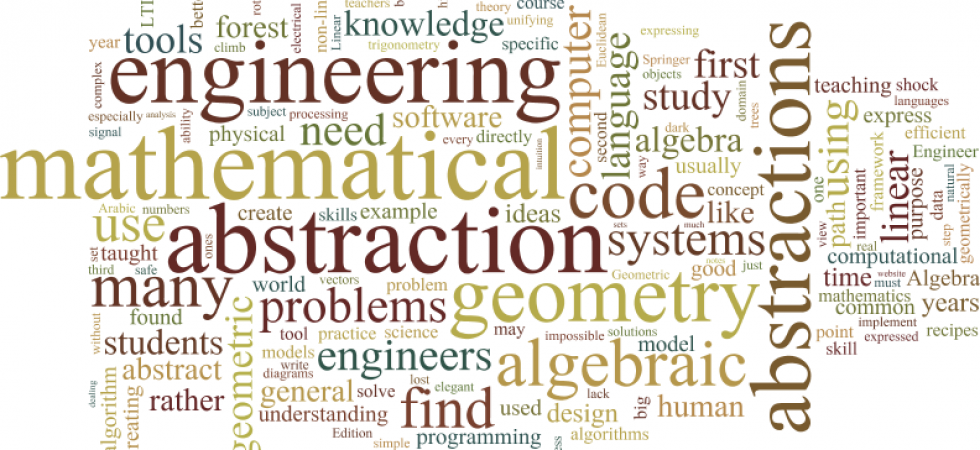 LTI
bette
electrical
non-lin
Linear
teachers
theory
course
unifying
knowledge
specific
trigonometry
year
tools
forest
climb
engineering
complex
especially
analysis
signal
ability
subject
processing
physical
need
software
every
directly
intuition
computer
second
Euclidean
language
way
expressing
Springer
objects
first
study
domain
trees
dark
algebra
usually
mathematical
code
concept
like
abstractions
teaching
shock
languages
express
efficient
Engineer
pathusing
one
view
important
framework
linear
purpose
data
natural
step
geometrically
real
computational
Arabic
numbers
use
create
skills
example
ideas
sets
much
systems
abstraction
set
taught
ones
third
safe
many
world
vectors
problem
Geometric
good
notes
just
time
website
must
Algebra
mathematics
common
years
found
geometric
problems
geometry
implement
point
expressed
recipes
skill
without
students
tool
practice
science
may
impossible
solutions
model
models
write
diagrams
engineers
algebraic
abstract
dealing
algorithm
reating
rather
general
solve
lost
elegant
lack
understanding
find
used
design
big
human
Edition
simple
programming
ess
algorithms